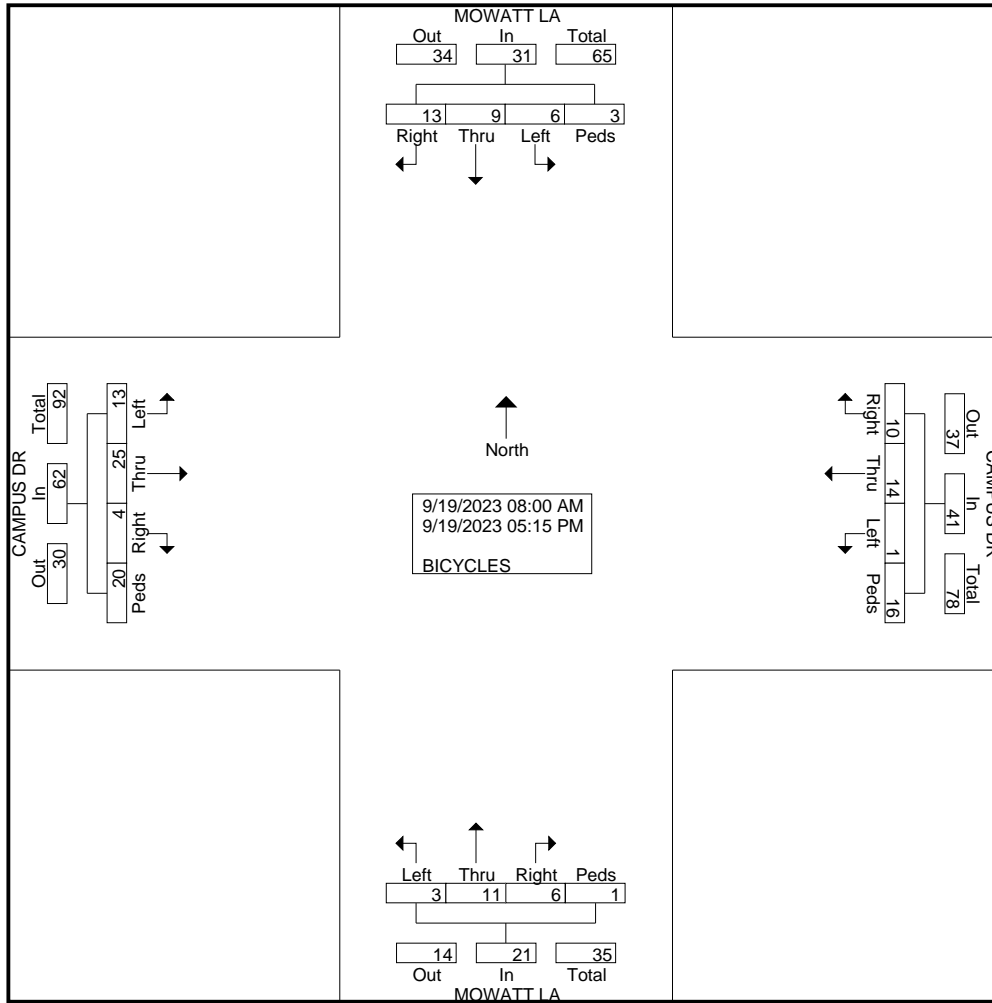 MOWATT LA
Out In Total
34 31 65
13 9 6 3
Right Thru Left Peds
CAMPUS DR
Total In Out
92 62 30
13 25 4 20
Left Thru Right Peds
North
9/19/2023 08:00 AM
9/19/2023 05:15 PM
BICYCLES
Right Thru Left Peds
10 14 1 16
Out In Total
37 41 78
CAMPUS DR
Left Thru Right Peds
3 11 6 1
14 21 35
Out In Total
MOWATT LA